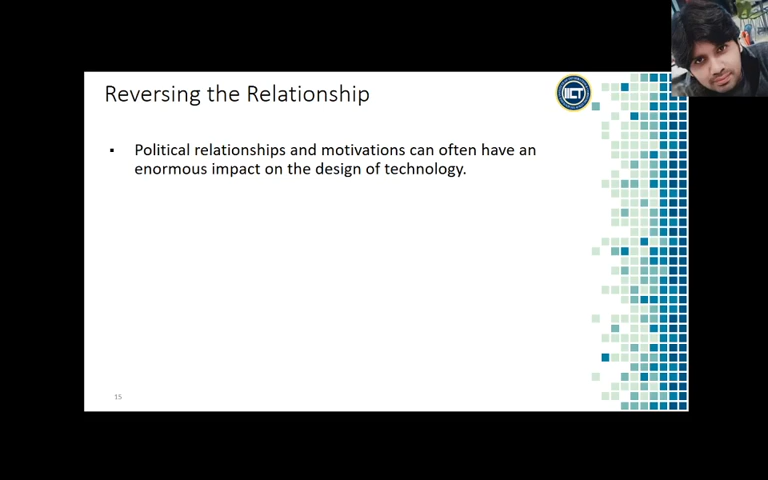 Reversing the Relationship
IICT
▪ Political relationships and motivations can often have an
enormous impact on the design of technology.
15